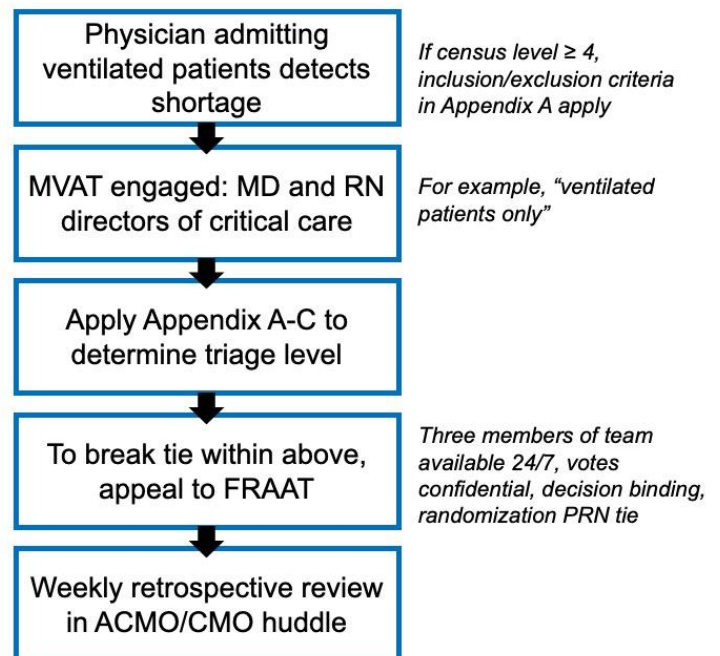 Physician admitting
ventilated patients detects
shortage
If census level ≥ 4,
inclusion/exclusion criteria
in Appendix A apply
MVAT engaged: MD and RN
directors of critical care
For example, “ventilated
patients only”
Apply Appendix A-C to
determine triage level
To break tie within above,
appeal to FRAAT
Three members of team
available 24/7, votes
confidential, decision binding,
randomization PRN tie
Weekly retrospective review
in ACMO/CMO huddle